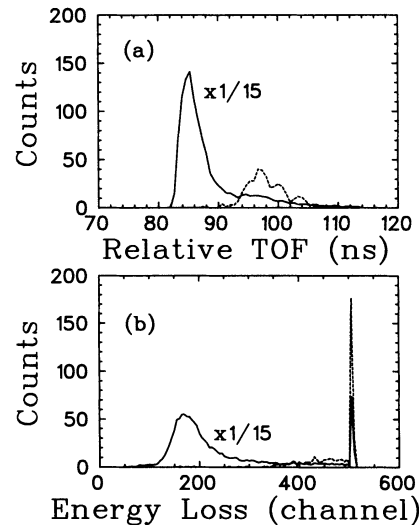 200
(a)
150
x1/15
100
50
0
70 80 90 100 110 120
Counts
Relative TOF (ns)
200
(b)
150
100
x1/15
50
0
0 200 400 600
Counts
Energy Loss (channel)